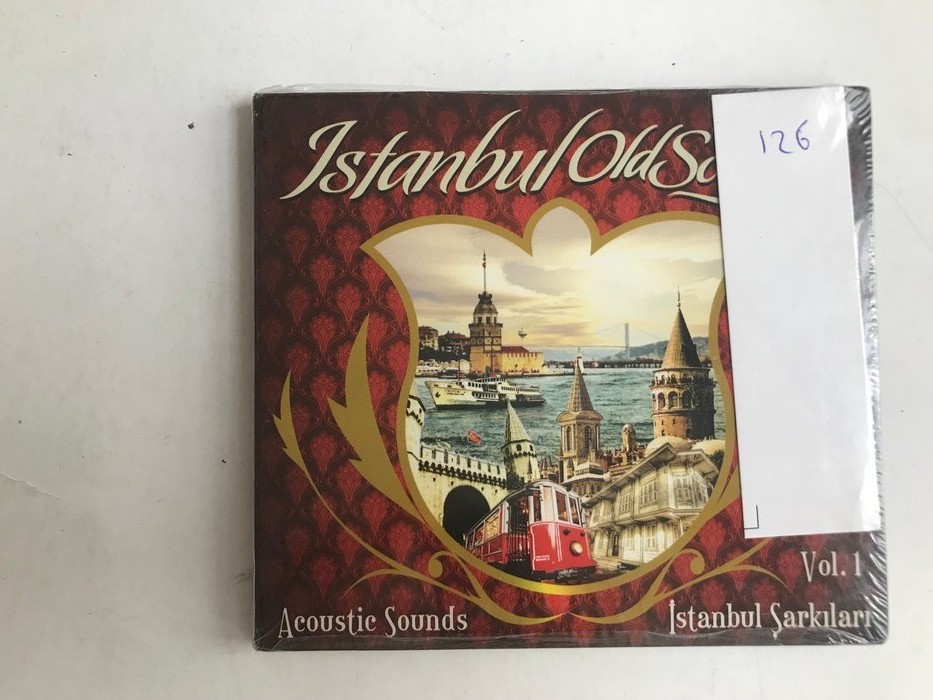 Istanbul Old So
126
Vol. 1
Acoustic Sounds
İstanbul Şarkıları